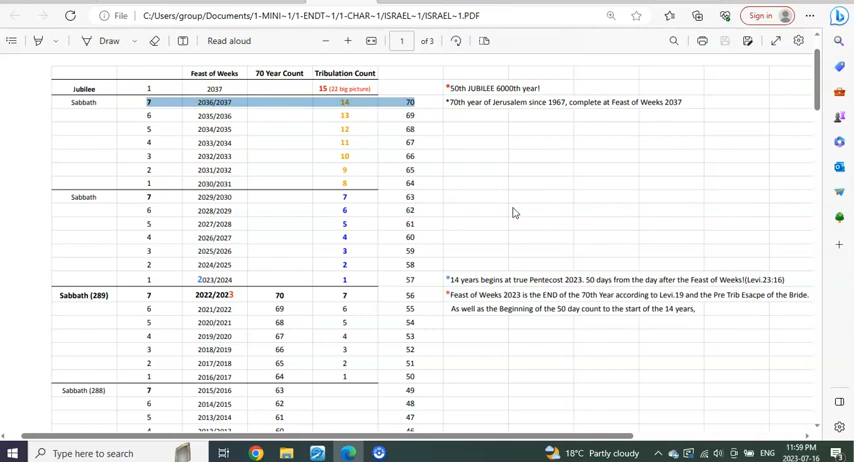 File C:/Users/group/Documents/1-MINI~1/1-ENDT~1/1-CHAR~1/ISRAEL~1/ISRAEL~1.PDF Sign in
Draw Read aloud 1 of 3
Feast of Weeks 70 Year Count Tribulation Count
Jubilee 1 2037 15 (22 big picture) *50th JUBILEE 6000th year!
Sabbath 7 2036/2037 14 70 *70th year of Jerusalem since 1967, complete at Feast of Weeks 2037
6 2035/2036 13 69
5 2034/2035 12 68
4 2033/2034 11 67
3 2032/2033 10 66
2 2031/2032 9 65
1 2030/2031 8 64
Sabbath 7 2029/2030 7 63
6 2028/2029 6 62
5 2027/2028 5 61
4 2026/2027 4 60
3 2025/2026 3 59
2 2024/2025 2 58
1 2023/2024 1 57 *14 years begins at true Pentecost 2023. 50 days from the day after the Feast of Weeks!(Levi.23:16)
Sabbath (289) 7 2022/2023 70 7 56 *Feast of Weeks 2023 is the END of the 70th Year according to Levi.19 and the Pre Trib Esacpe of the Bride.
6 2021/2022 69 6 55 As well as the Beginning of the 50 day count to the start of the 14 years,
5 2020/2021 68 5 54
4 2019/2020 67 4 53
3 2018/2019 66 3 52
2 2017/2018 65 2 51
1 2016/2017 64 1 50
Sabbath (288) 7 2015/2016 63 49
6 2014/2015 62 48
5 2013/2014 61 47
Type here to search 18°C Partly cloudy ENG 11:59 PM
2023-07-16